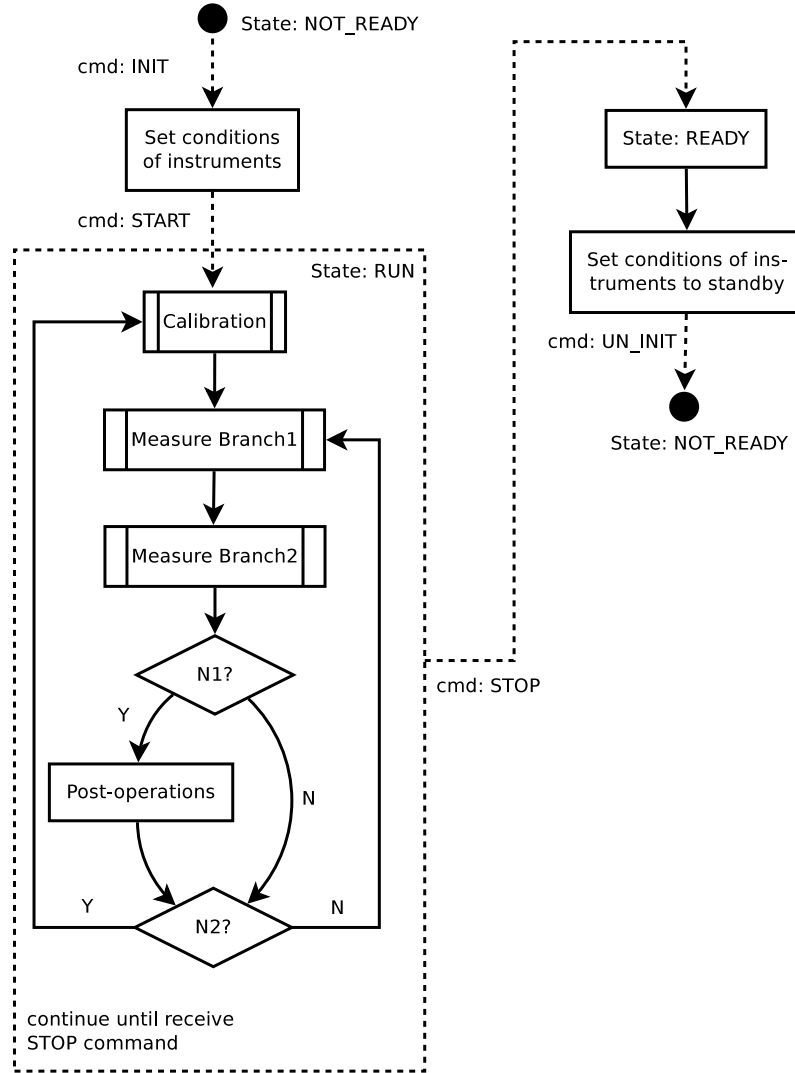 State: NOT_READY
cmd: INIT
Set conditions
of instruments
cmd: START
State: RUN
Calibration
Measure Branch1
Measure Branch2
N1?
Y
Post-operations
N
Y
N2?
N
continue until receive
STOP command
cmd: STOP
State: READY
Set conditions of ins-
truments to standby
cmd: UN_INIT
State: NOT_READY